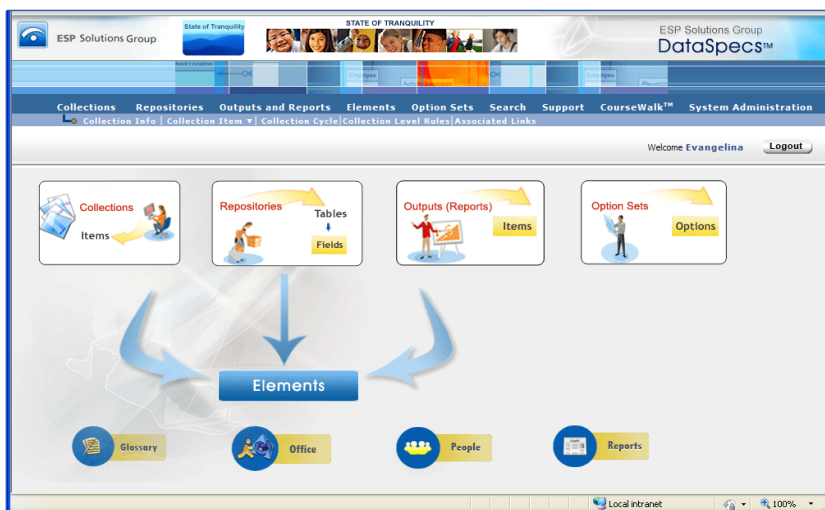 ESP Solutions Group
State of Tranquility
STATE OF TRANQUILITY
ESP Solutions Group
DataSpecs™
Employee
Collections Repositories Outputs and Reports Elements Option Sets Search Support CourseWalk™ System Administration
Collection Info | Collection Item ▼| Collection Cycle|Collection Level Rules|Associated Links
Welcome Evangelina Logout
Collections
Items
Repositories
Tables
Fields
Outputs (Reports)
Items
Option Sets
Options
Elements
Glossary
Office
People
Reports
Local intranet 100%